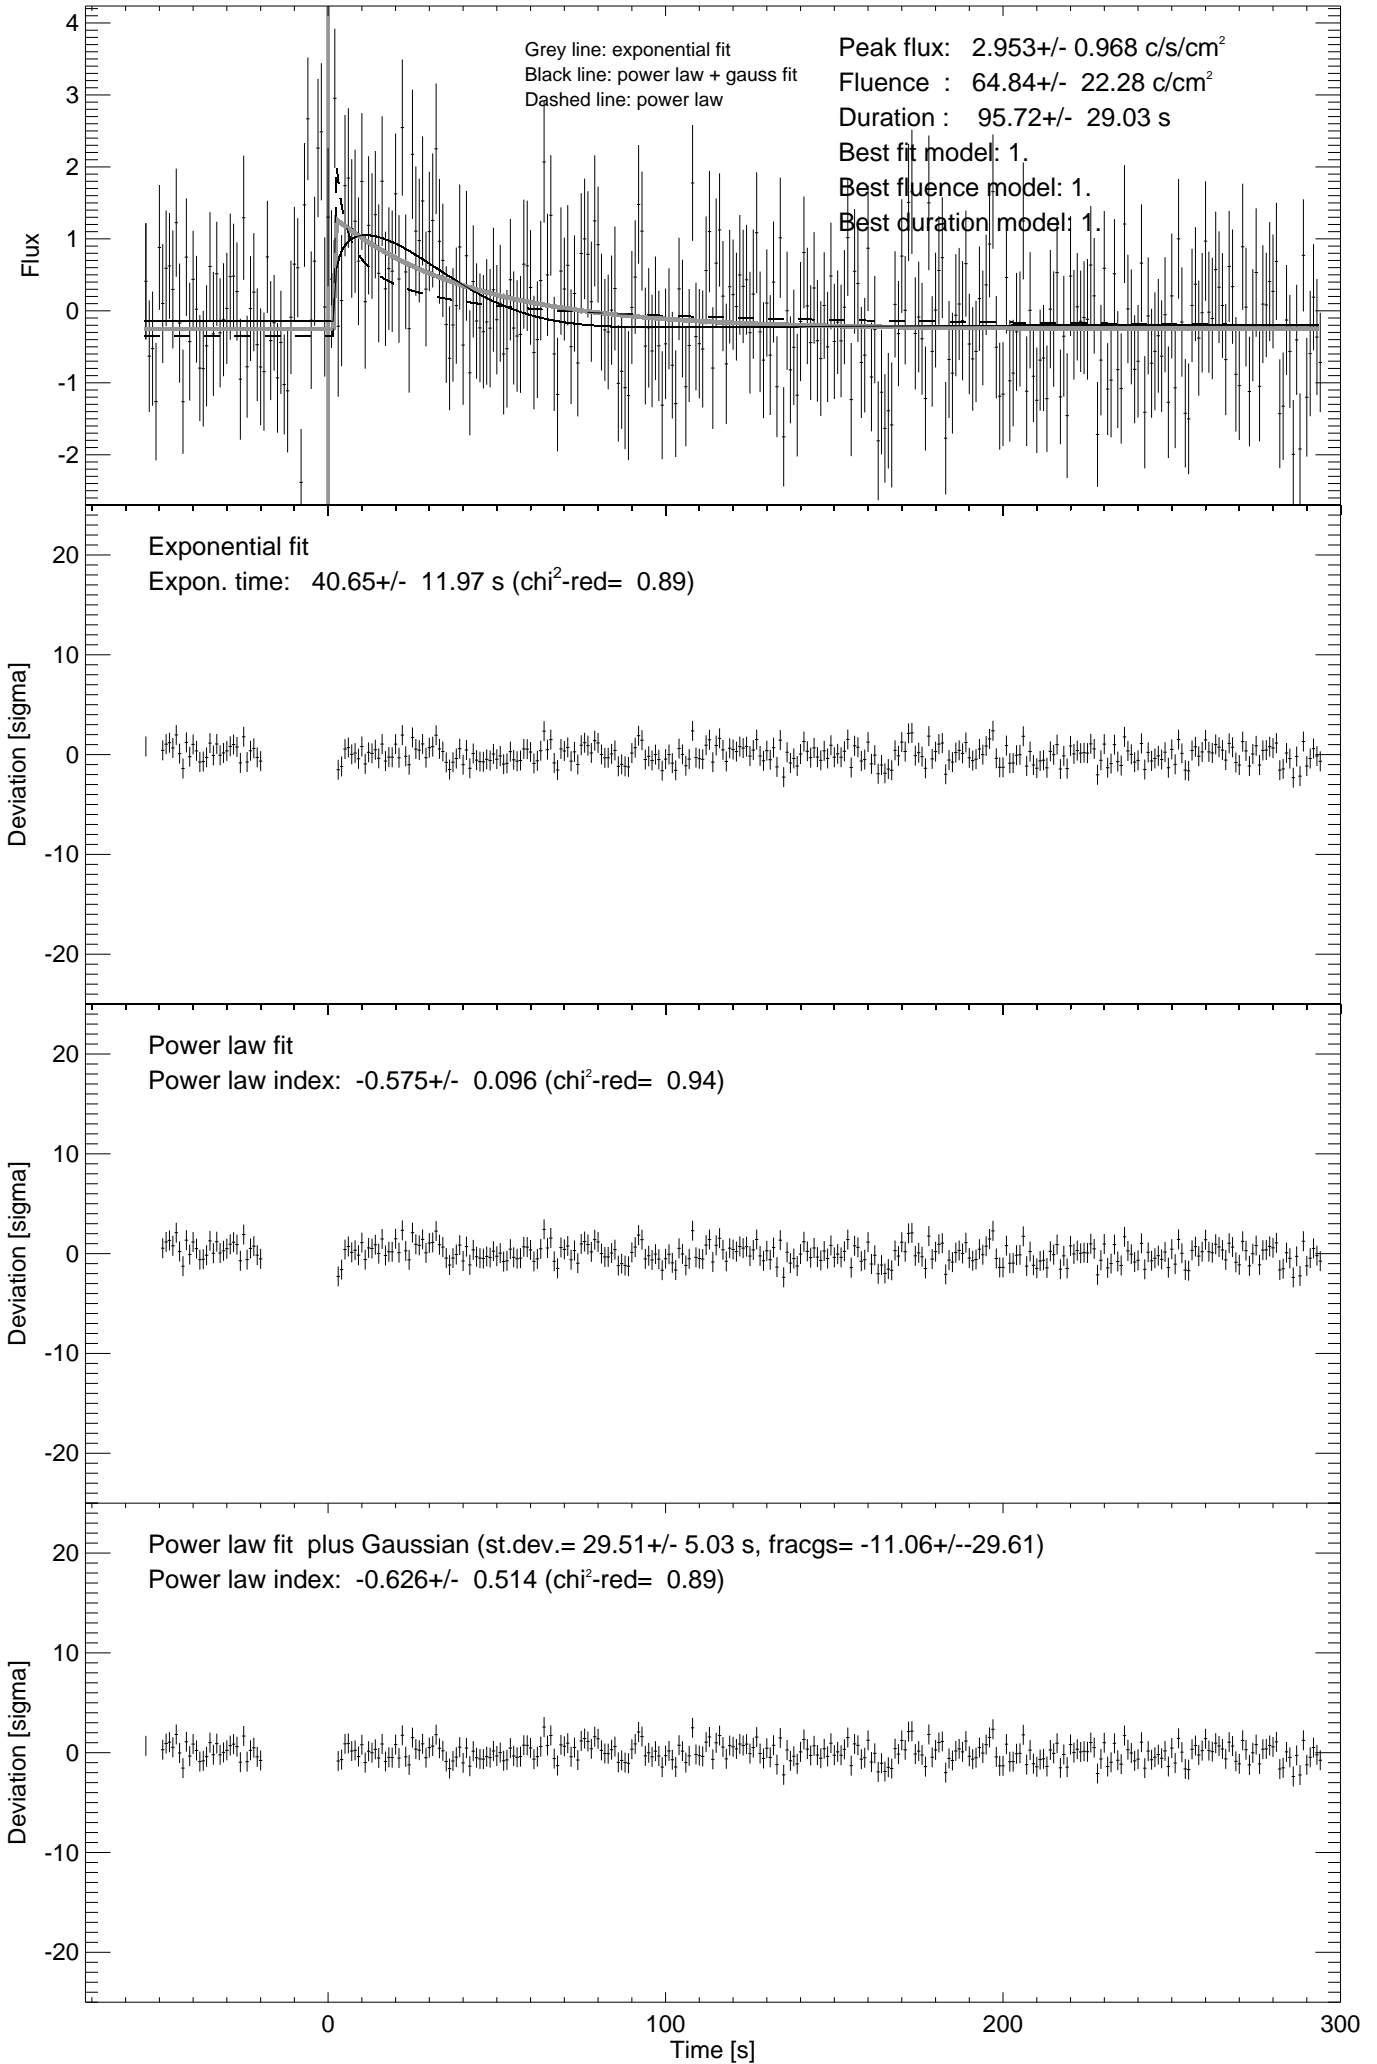 4
3
2
1
0
-1
-2
Flux
Grey line: exponential fit
Black line: power law + gauss fit
Dashed line: power law
Peak flux: 2.953+/- 0.968 c/s/cm²
Fluence : 64.84+/- 22.28 c/cm²
Duration : 95.72+/- 29.03 s
Best fit model: 1.
Best fluence model: 1.
Best duration model: 1.
20
10
0
-10
-20
Deviation [sigma]
Exponential fit
Expon. time: 40.65+/- 11.97 s (chi²-red= 0.89)
20
10
0
-10
-20
Deviation [sigma]
Power law fit
Power law index: -0.575+/- 0.096 (chi²-red= 0.94)
20
10
0
-10
-20
Deviation [sigma]
Power law fit plus Gaussian (st.dev.= 29.51+/- 5.03 s, fracgs= -11.06+/--29.61)
Power law index: -0.626+/- 0.514 (chi²-red= 0.89)
0 100 200 300
Time [s]